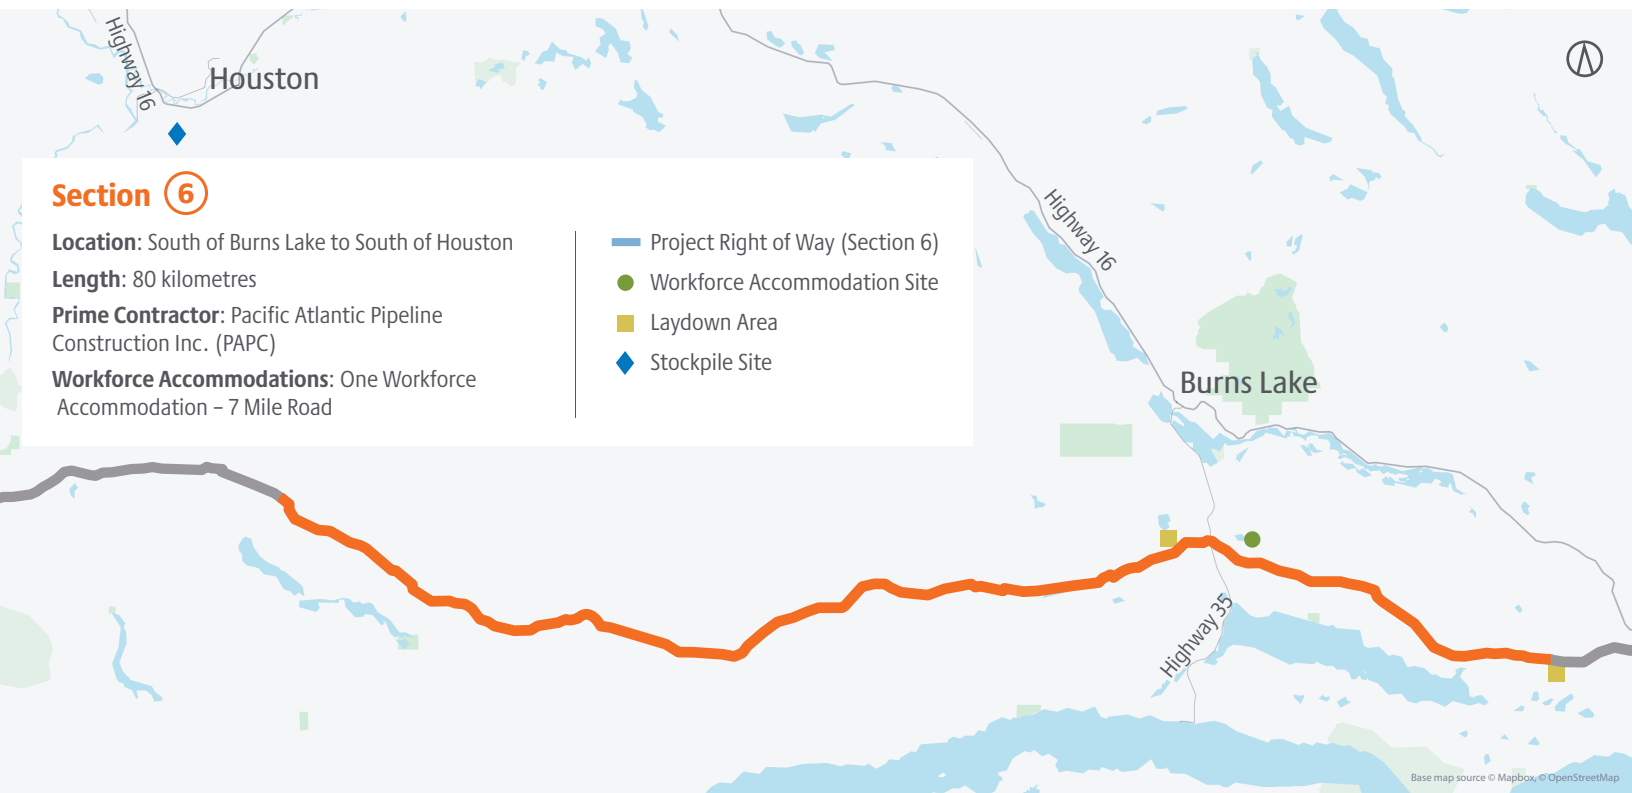 Highway 16
Houston
Section 6
Location: South of Burns Lake to South of Houston
Length: 80 kilometres
Prime Contractor: Pacific Atlantic Pipeline
Construction Inc. (PAPC)
Workforce Accommodations: One Workforce
Accommodation – 7 Mile Road
Project Right of Way (Section 6)
Workforce Accommodation Site
Laydown Area
Stockpile Site
Highway 16
Burns Lake
Highway 35
Base map source © Mapbox, © OpenStreetMap